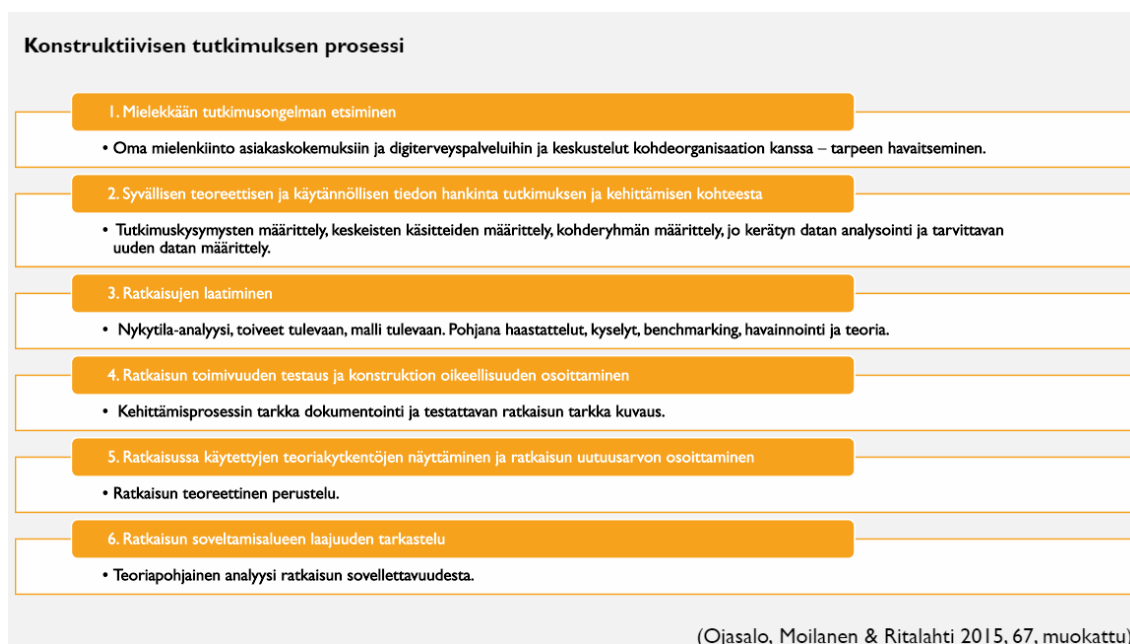 Konstruktiivisen tutkimuksen prosessi
1. Mielekkään tutkimusongelman etsiminen
• Oma mielenkiinto asiakaskokemuksiin ja digiterveyspalveluihin ja keskustelut kohdeorganisaation kanssa – tarpeen havaitseminen.
2. Syvällisen teoreettisen ja käytännöllisen tiedon hankinta tutkimuksen ja kehittämisen kohteesta
• Tutkimuskysymysten määrittely, keskeisten käsitteiden määrittely, kohderyhmän määrittely, jo kerätyn datan analysointi ja tarvittavan
uuden datan määrittely.
3. Ratkaisujen laatiminen
• Nykytila-analyysi, toiveet tulevaan, malli tulevaan. Pohjana haastattelut, kyselyt, benchmarking, havainnointi ja teoria.
4. Ratkaisun toimivuuden testaus ja konstruktion oikeellisuuden osoittaminen
• Kehittämisprosessin tarkka dokumentointi ja testattavan ratkaisun tarkka kuvaus.
5. Ratkaisussa käytettyjen teoriakytkentöjen näyttäminen ja ratkaisun uutuusarvon osoittaminen
• Ratkaisun teoreettinen perustelu.
6. Ratkaisun soveltamisalueen laajuuden tarkastelu
• Teoriapohjainen analyysi ratkaisun sovellettavuudesta.
(Ojasalo, Moilanen & Ritalahti 2015, 67, muokattu)